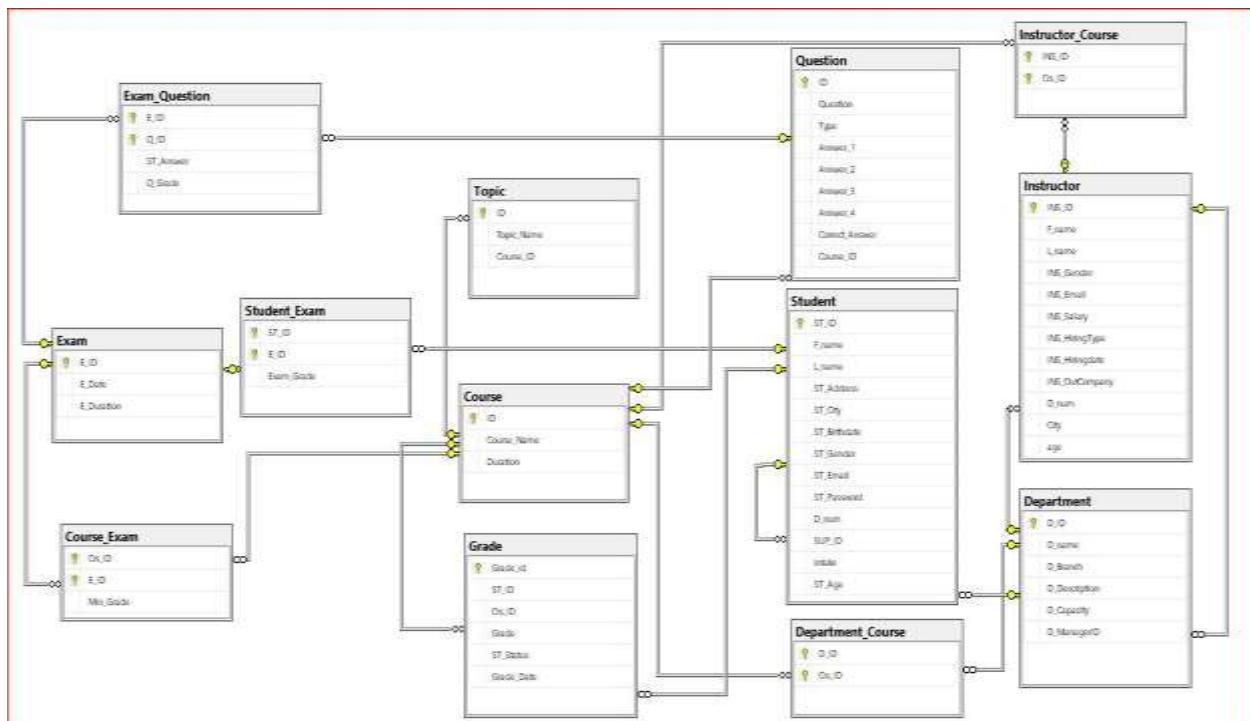 Exam_Question
E_ID
Q_ID
ST_Answer
Q_Grade
Topic
ID
Topic_Name
Course_ID
Question
ID
Question
Type
Answer_1
Answer_2
Answer_3
Answer_4
Correct_Answer
Course_ID
Instructor_Course
INS_ID
Crs_ID
Instructor
INS_ID
F_name
L_name
INS_Gender
INS_Email
INS_Salary
INS_HiringType
INS_Hiringdate
INS_OutCompany
D_num
City
age
Exam
E_ID
E_Date
E_Duration
Student_Exam
ST_ID
E_ID
Exam_Grade
Course
ID
Course_Name
Duration
Student
ST_ID
F_name
L_name
ST_Address
ST_City
ST_Birthdate
ST_Gender
ST_Email
ST_Password
D_num
SUP_ID
Intake
ST_Age
Course_Exam
Crs_ID
E_ID
Min_Grade
Grade
Grade_id
ST_ID
Crs_ID
Grade
ST_Status
Grade_Date
Department_Course
D_ID
Crs_ID
Department
D_ID
D_name
D_Branch
D_Description
D_Capacity
D_ManagerID